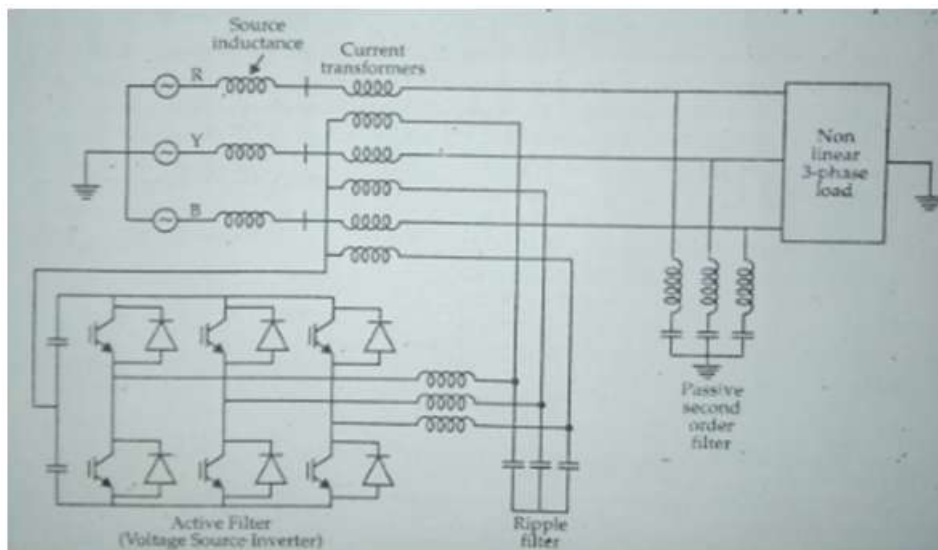 Source
inductance
Current
transformers
R
Y
B
Non
linear
3-phase
load
Passive
second
order
filter
Active Filter
(Voltage Source Inverter)
Ripple
filter